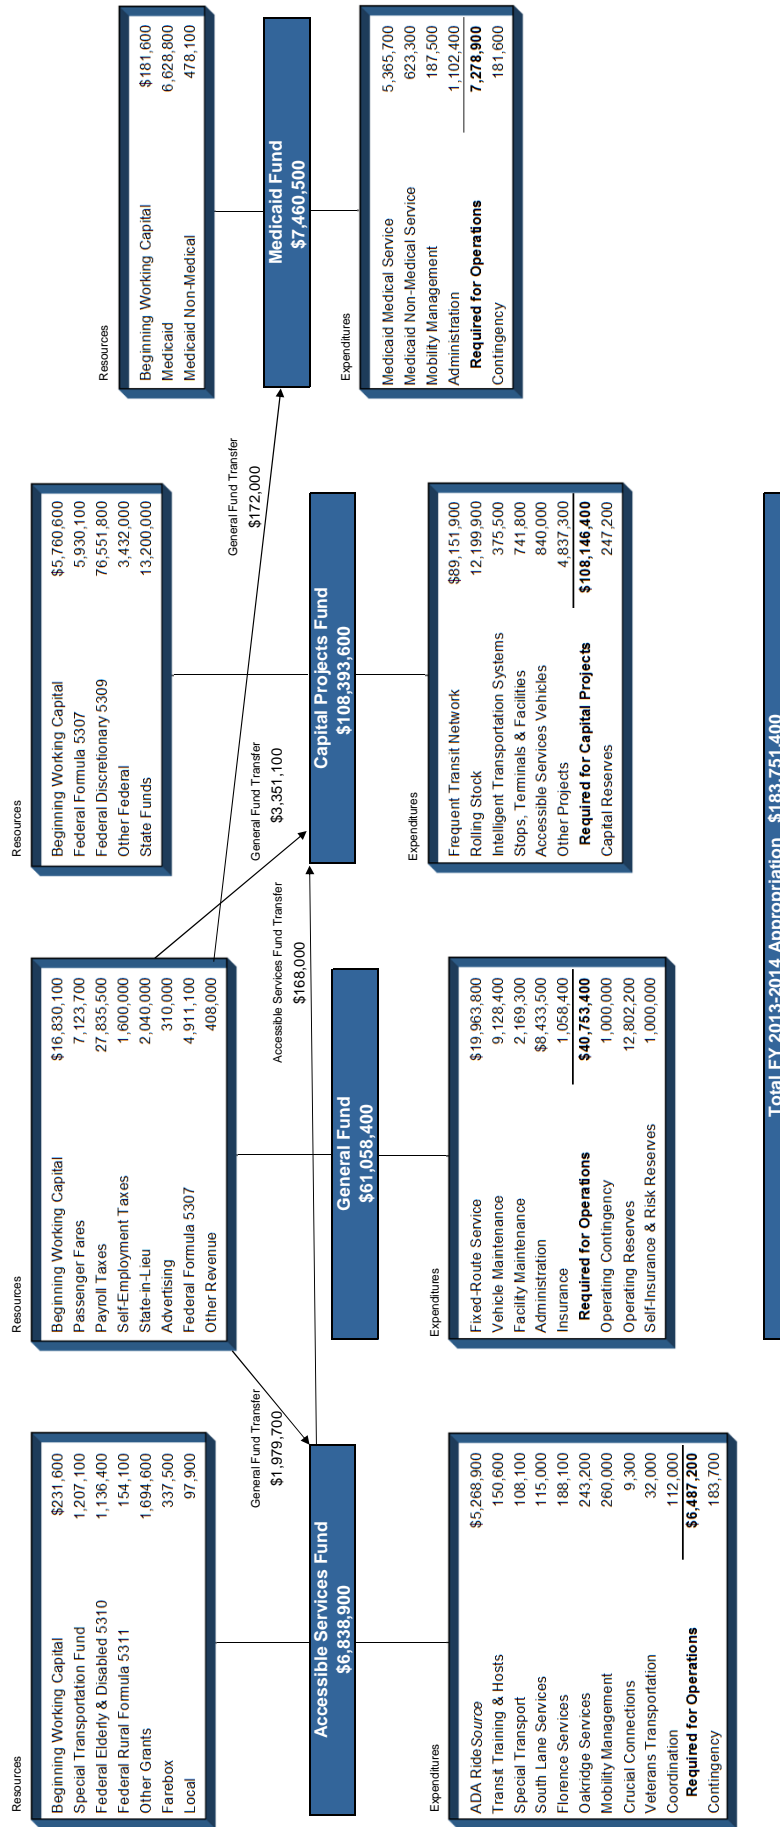 Resources
Beginning Working Capital $231,600
Special Transportation Fund 1,207,100
Federal Elderly & Disabled 5310 1,136,400
Federal Rural Formula 5311 154,100
Other Grants 1,694,600
Farebox 337,500
Local 97,900
General Fund Transfer
$1,979,700
Accessible Services Fund
$6,838,900
Expenditures
ADA RideSource $5,268,900
Transit Training & Hosts 150,600
Special Transport 108,100
South Lane Services 115,000
Florence Services 188,100
Oakridge Services 243,200
Mobility Management 260,000
Crucial Connections 9,300
Veterans Transportation 32,000
Coordination 112,000
Required for Operations $6,487,200
Contingency 183,700
Resources
Beginning Working Capital $16,830,100
Passenger Fares 7,123,700
Payroll Taxes 27,835,500
Self-Employment Taxes 1,600,000
State-in-Lieu 2,040,000
Advertising 310,000
Federal Formula 5307 4,911,100
Other Revenue 408,000
Accessible Services Fund Transfer
$168,000
General Fund
$61,058,400
Expenditures
Fixed-Route Service $19,963,800
Vehicle Maintenance 9,128,400
Facility Maintenance 2,169,300
Administration $8,433,500
Insurance 1,058,400
Required for Operations $40,753,400
Operating Contingency 1,000,000
Operating Reserves 12,802,200
Self-Insurance & Risk Reserves 1,000,000
Resources
Beginning Working Capital $5,760,600
Federal Formula 5307 5,930,100
Federal Discretionary 5309 76,551,800
Other Federal 3,432,000
State Funds 13,200,000
General Fund Transfer
$3,351,100
Capital Projects Fund
$108,393,600
Expenditures
Frequent Transit Network $89,151,900
Rolling Stock 12,199,900
Intelligent Transportation Systems 375,500
Stops, Terminals & Facilities 741,800
Accessible Services Vehicles 840,000
Other Projects 4,837,300
Required for Capital Projects $108,146,400
Capital Reserves 247,200
General Fund Transfer
$172,000
Resources
Beginning Working Capital $181,600
Medicaid 6,628,800
Medicaid Non-Medical 478,100
Medicaid Fund
$7,460,500
Expenditures
Medicaid Medical Service 5,365,700
Medicaid Non-Medical Service 623,300
Mobility Management 187,500
Administration 1,102,400
Required for Operations 7,278,900
Contingency 181,600
Total FY 2013-2014 Appropriation $183,751,400